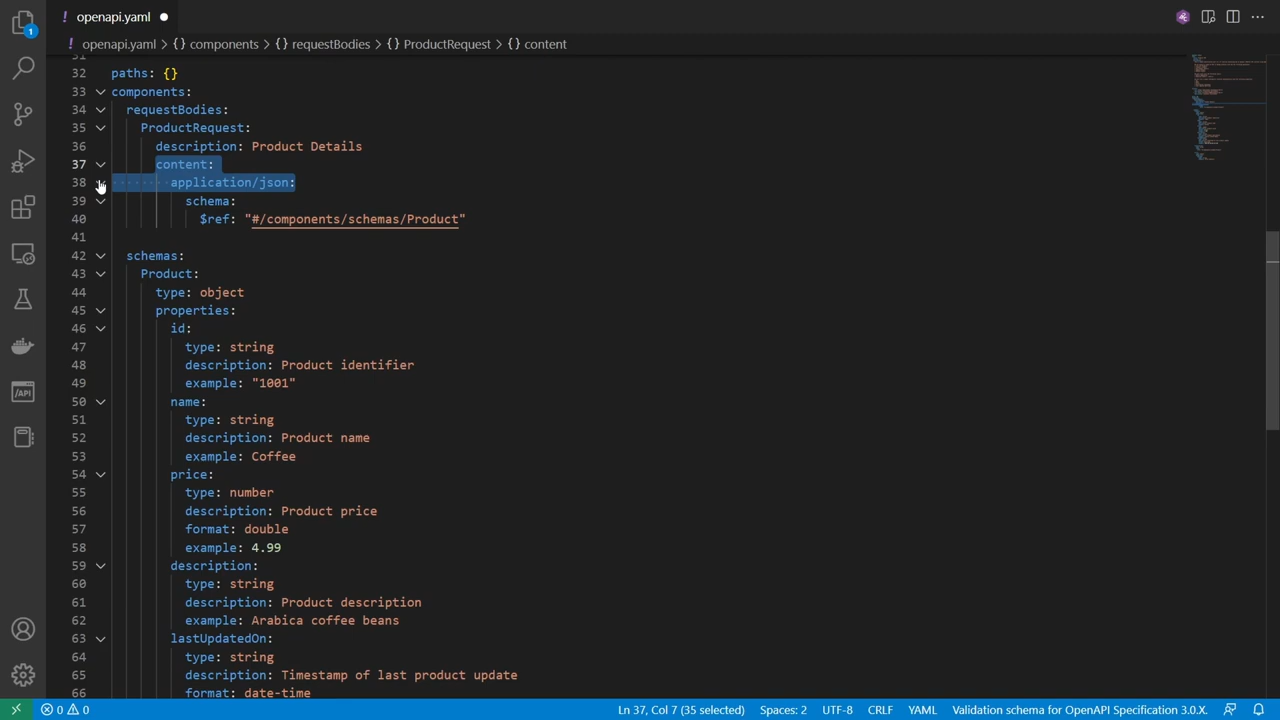 1
! openapi.yaml
! openapi.yaml > {} components > {} requestBodies > {} ProductRequest > {} content
31
32 paths: {}
33 components:
34 requestBodies:
35 ProductRequest:
36 description: Product Details
37 content:
38 application/json:
39 schema:
40 $ref: "#/components/schemas/Product"
41
42 schemas:
43 Product:
44 type: object
45 properties:
46 id:
47 type: string
48 description: Product identifier
49 example: "1001"
50 name:
51 type: string
52 description: Product name
53 example: Coffee
54 price:
55 type: number
56 description: Product price
57 format: double
58 example: 4.99
59 description:
60 type: string
61 description: Product description
62 example: Arabica coffee beans
63 lastUpdatedOn:
64 type: string
65 description: Timestamp of last product update
66 format: date-time
/API
0 0 Ln 37, Col 7 (35 selected) Spaces: 2 UTF-8 CRLF YAML Validation schema for OpenAPI Specification 3.0.X.